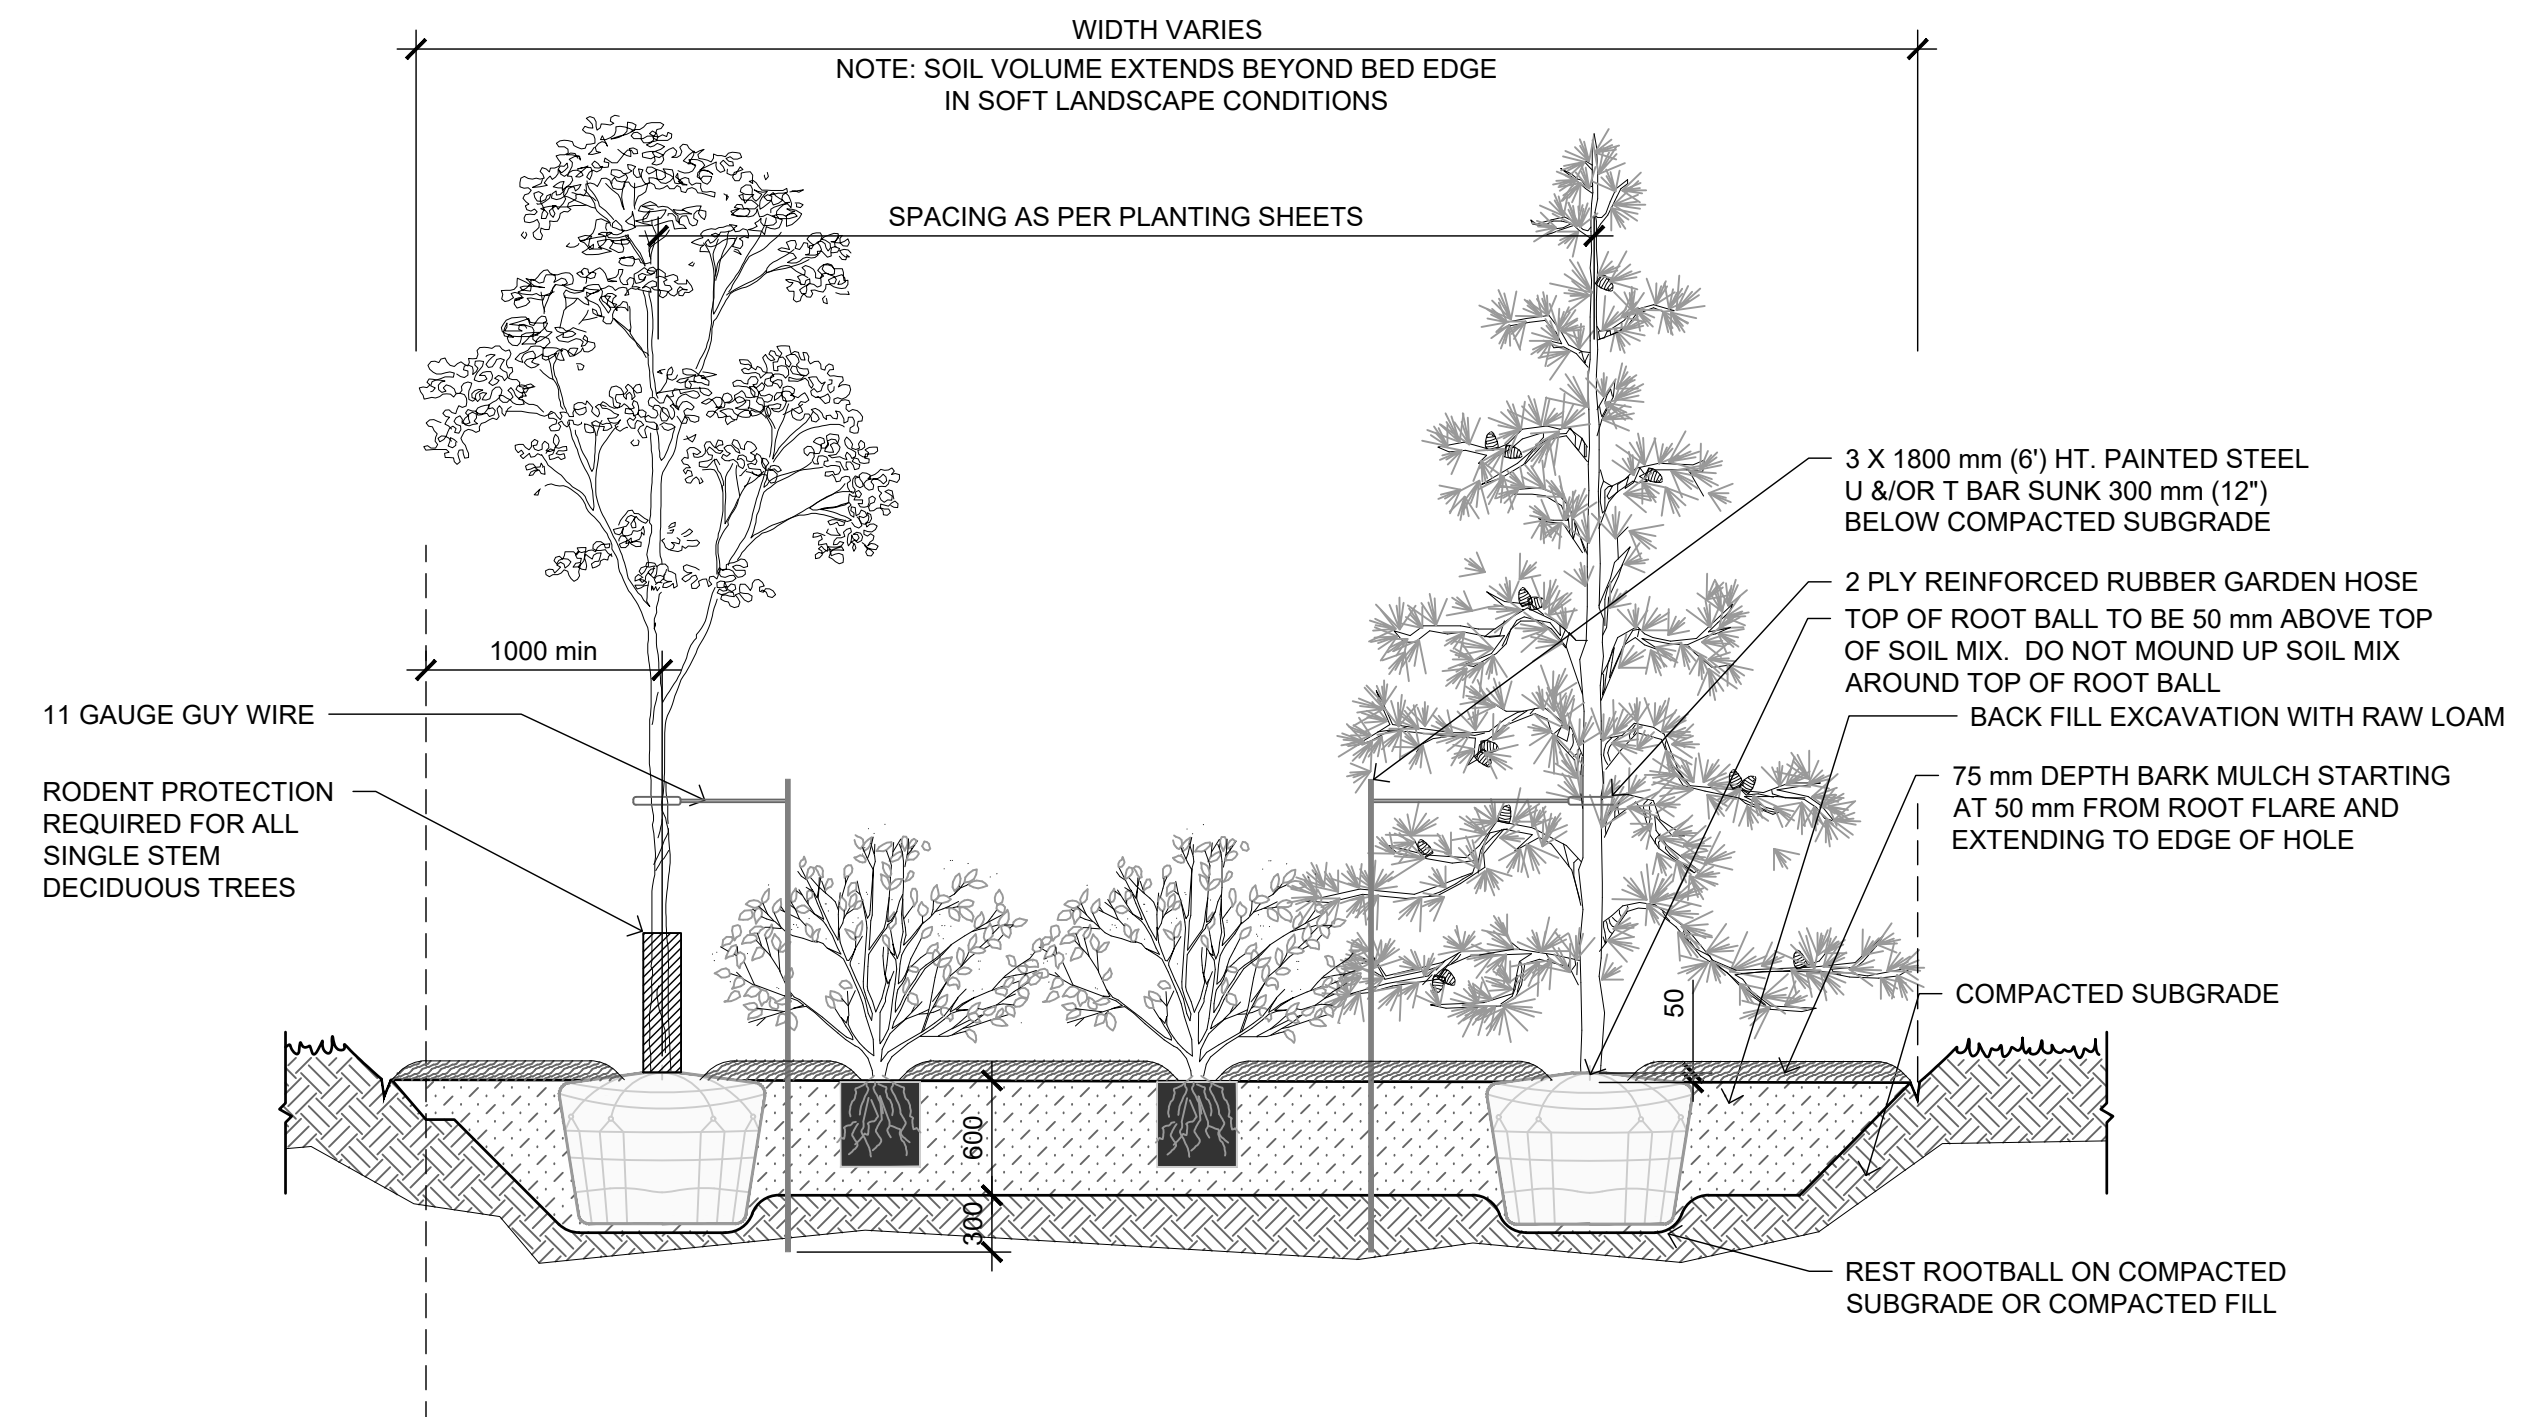 WIDTH VARIES
NOTE: SOIL VOLUME EXTENDS BEYOND BED EDGE
IN SOFT LANDSCAPE CONDITIONS
SPACING AS PER PLANTING SHEETS
3 X 1800 mm (6') HT. PAINTED STEEL
U &/OR T BAR SUNK 300 mm (12")
BELOW COMPACTED SUBGRADE
2 PLY REINFORCED RUBBER GARDEN HOSE
TOP OF ROOT BALL TO BE 50 mm ABOVE TOP
OF SOIL MIX.  DO NOT MOUND UP SOIL MIX
AROUND TOP OF ROOT BALL
1000 min
11 GAUGE GUY WIRE
BACK FILL EXCAVATION WITH RAW LOAM
RODENT PROTECTION
REQUIRED FOR ALL
SINGLE STEM
DECIDUOUS TREES
75 mm DEPTH BARK MULCH STARTING
AT 50 mm FROM ROOT FLARE AND
EXTENDING TO EDGE OF HOLE
50
COMPACTED SUBGRADE
600
300
REST ROOTBALL ON COMPACTED
SUBGRADE OR COMPACTED FILL